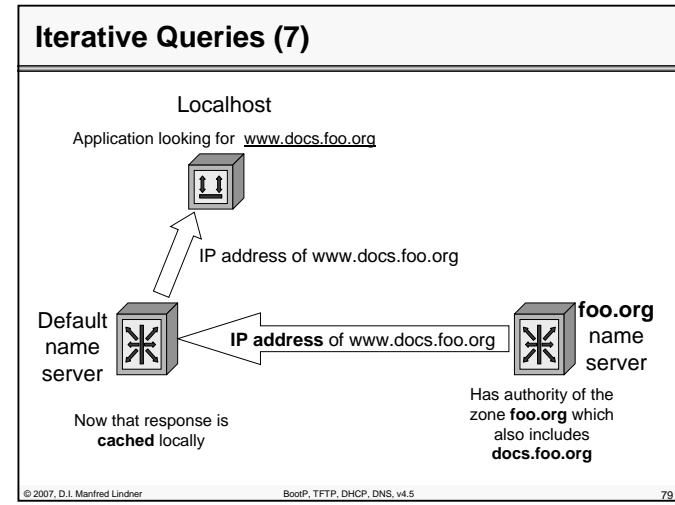 Iterative Queries (7)
Localhost
Application looking for www.docs.foo.org
IP address of www.docs.foo.org
Default
name
server
IP address of www.docs.foo.org
foo.org
name
server
Now that response is
cached locally
Has authority of the
zone foo.org which
also includes
docs.foo.org
© 2007, D.I. Manfred Lindner
BootP, TFTP, DHCP, DNS, v4.5
79